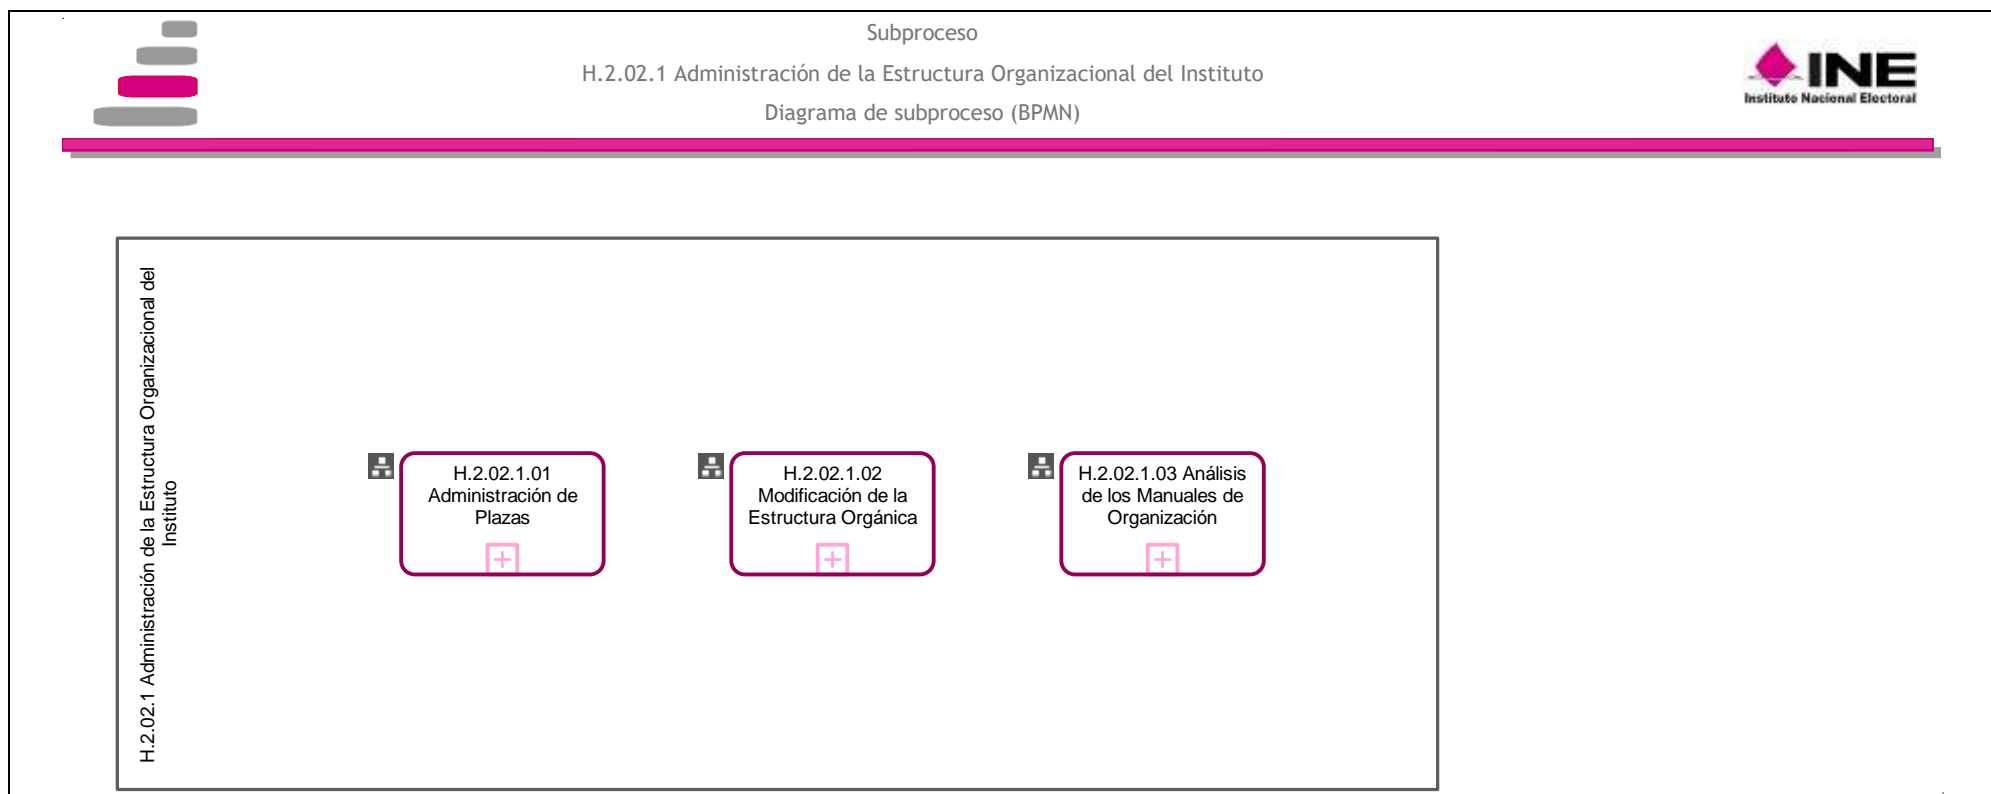 Subproceso
H.2.02.1 Administración de la Estructura Organizacional del Instituto
Diagrama de subproceso (BPMN)
INE
Instituto Nacional Electoral
H.2.02.1 Administración de la Estructura Organizacional del
Instituto
H.2.02.1.01
Administración de
Plazas
H.2.02.1.02
Modificación de la
Estructura Orgánica
H.2.02.1.03 Análisis
de los Manuales de
Organización